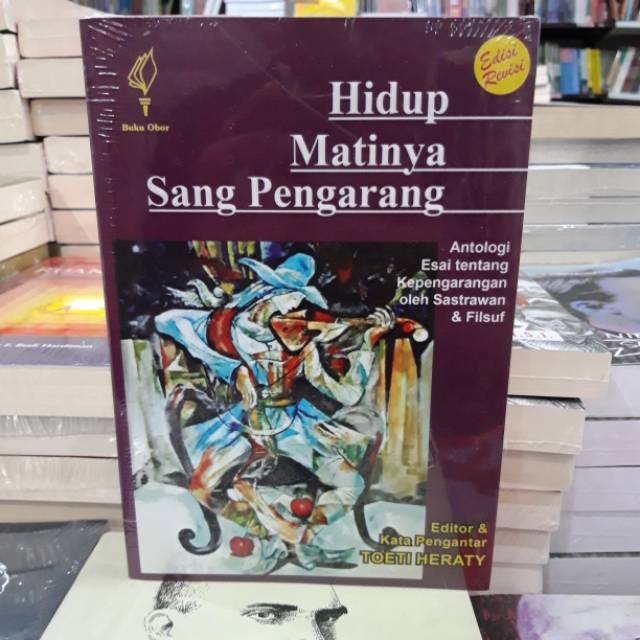 Buku Obor
Edisi
Revisi
Hidup
Matinya
Sang Pengarang
Antologi
Esai tentang
Kepengarangan
oleh Sastrawan
& Filsuf
Editor &
Kata Pengantar
TOETI HERATY